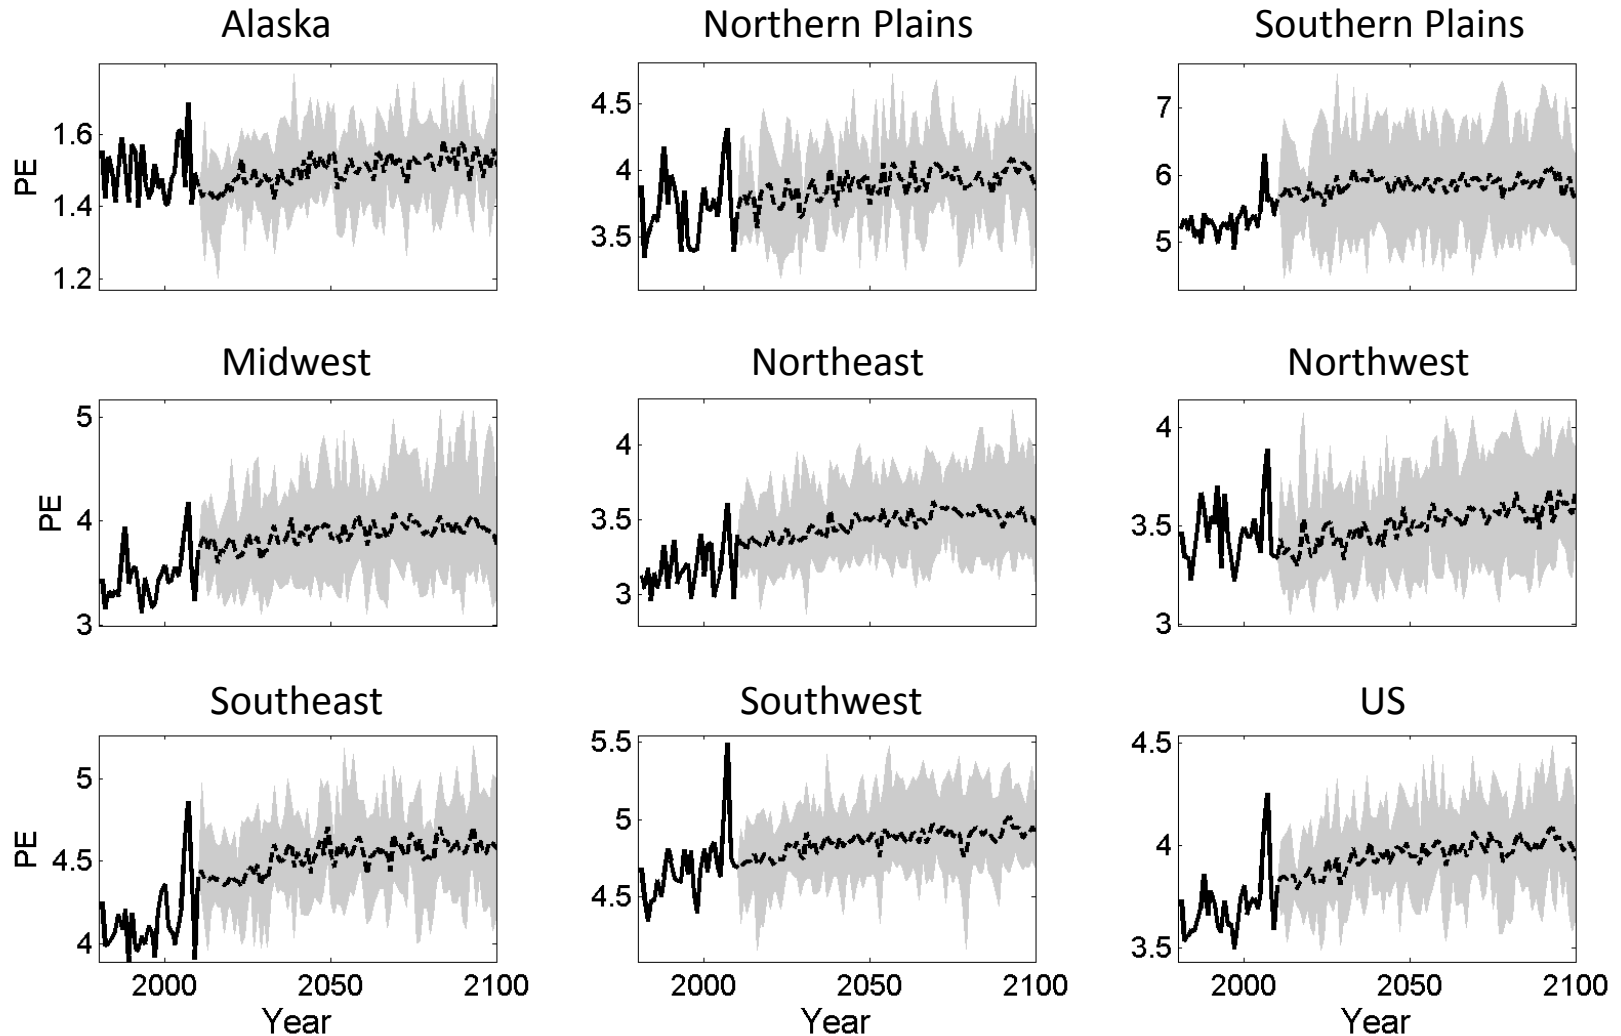 Alaska
Northern Plains
Southern Plains
PE
1.6
1.4
1.2
4.5
4
3.5
7
6
5
Midwest
Northeast
Northwest
PE
5
4
3
4
3.5
3
4
3.5
3
Southeast
Southwest
US
PE
5
4.5
4
5.5
5
4.5
4.5
4
3.5
2000 2050 2100
2000 2050 2100
2000 2050 2100
Year
Year
Year